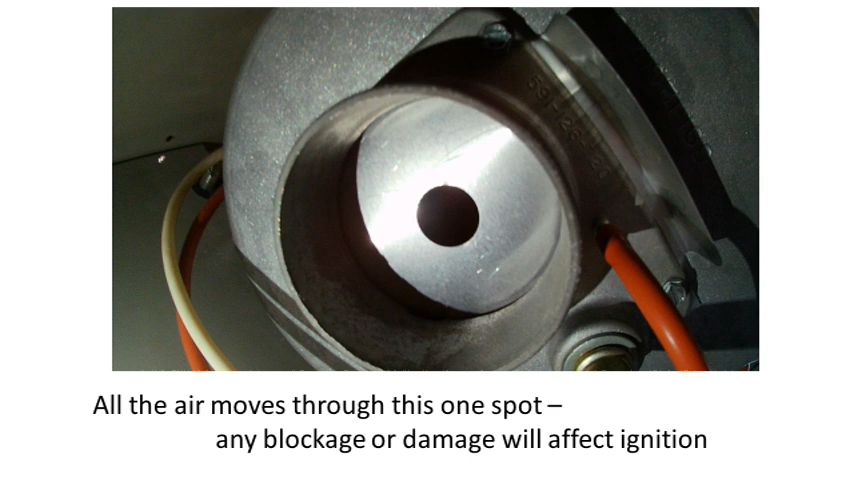 All the air moves through this one spot –
any blockage or damage will affect ignition